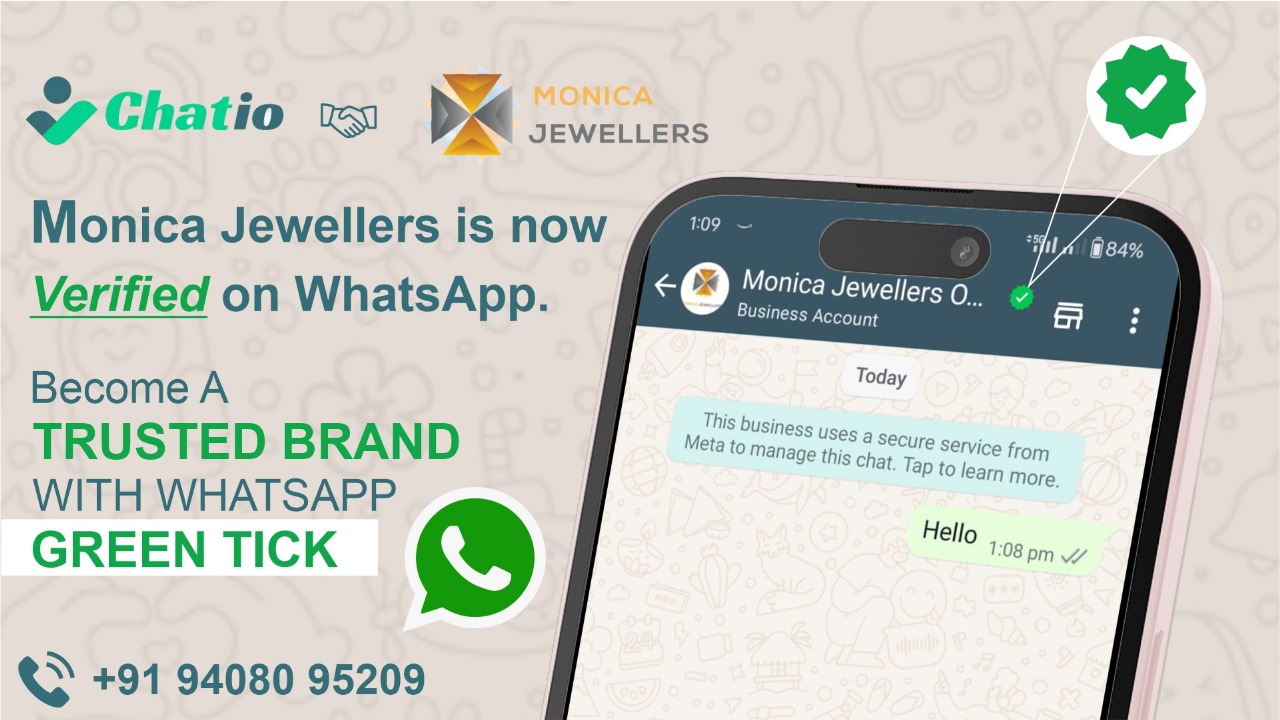 Chatio
MONICA
JEWELLERS
Monica Jewellers is now
Verified on WhatsApp.
Become A
TRUSTED BRAND
WITH WHATSAPP
GREEN TICK
+91 94080 95209
1:09
5G
84%
Monica Jewellers O...
Business Account
Today
This business uses a secure service from
Meta to manage this chat. Tap to learn more.
Hello
1:08 pm
24